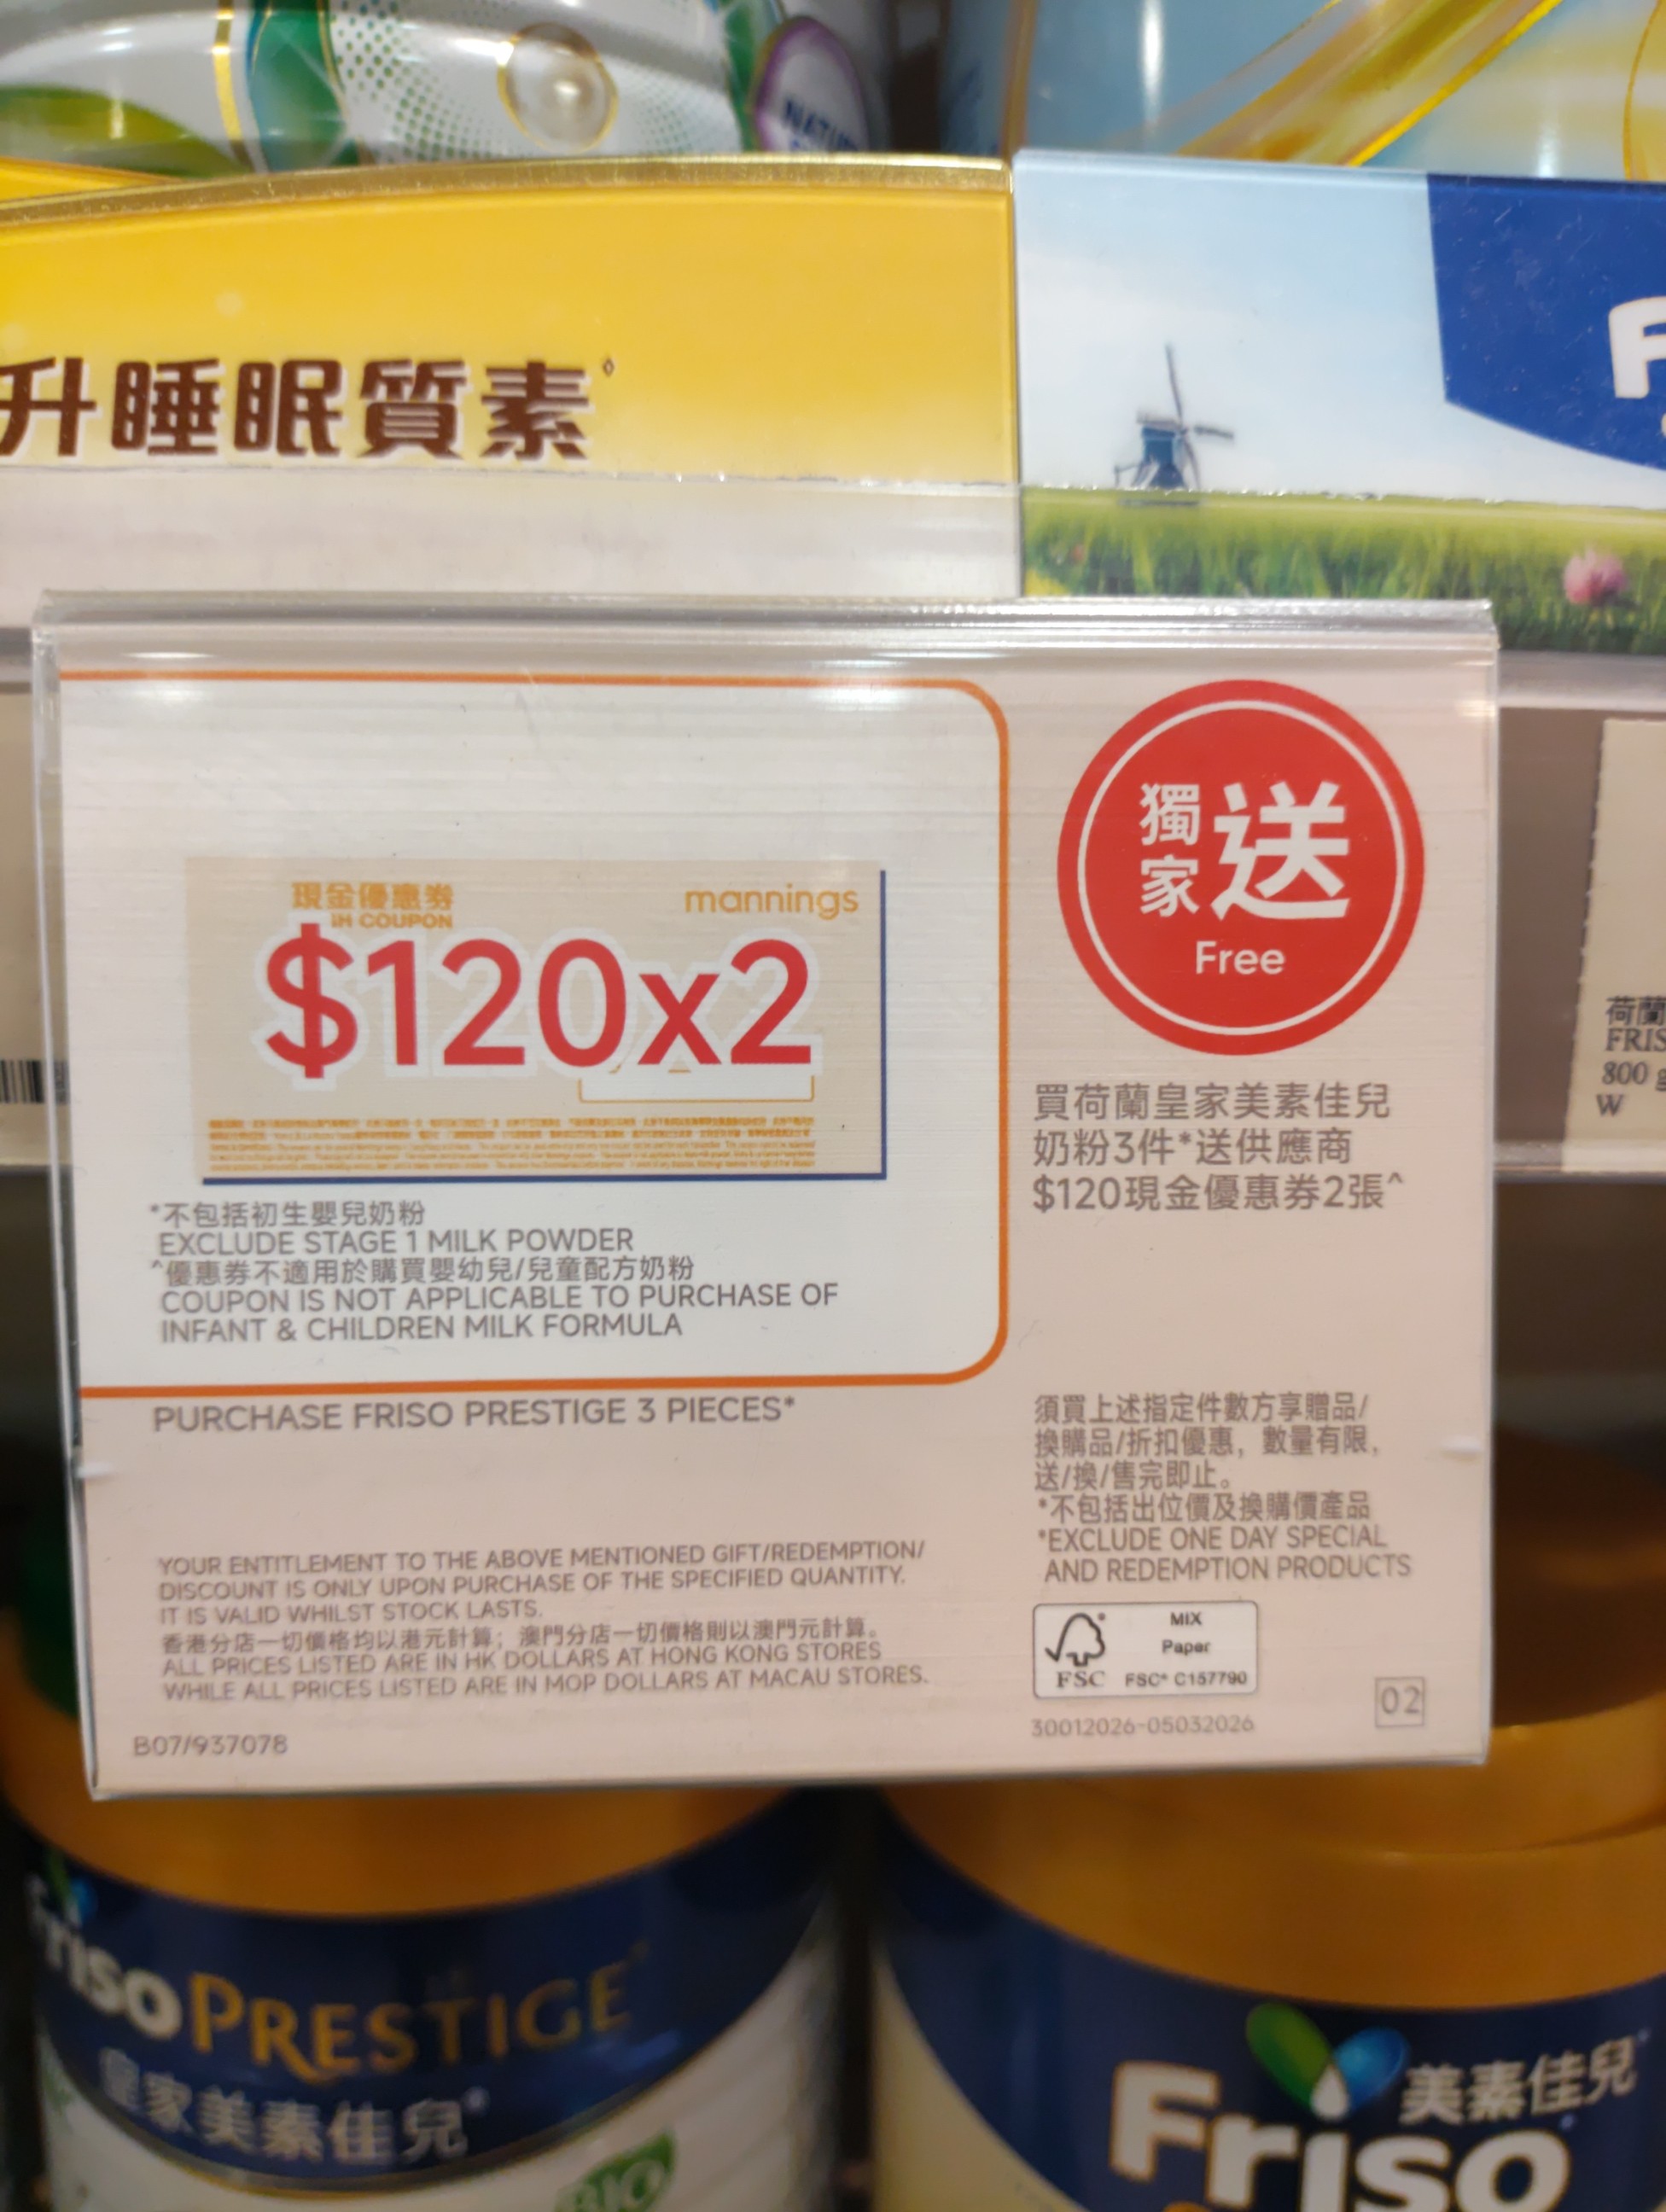 NATUR
升睡眠質素◊
F
現金優惠券
mannings
H COUPON
$120x2
獨家送
Free
荷蘭
FRIS
800 g
W
買荷蘭皇家美素佳兒
奶粉3件*送供應商
$120現金優惠券2張^
*不包括初生嬰兒奶粉
EXCLUDE STAGE 1 MILK POWDER
^優惠券不適用於購買嬰幼兒/兒童配方奶粉
COUPON IS NOT APPLICABLE TO PURCHASE OF
INFANT & CHILDREN MILK FORMULA
PURCHASE FRISO PRESTIGE 3 PIECES*
須買上述指定件數方享贈品/
換購品/折扣優惠，數量有限，
送/換/售完即止。
*不包括出位價及換購價產品
*EXCLUDE ONE DAY SPECIAL
AND REDEMPTION PRODUCTS
YOUR ENTITLEMENT TO THE ABOVE MENTIONED GIFT/REDEMPTION/
DISCOUNT IS ONLY UPON PURCHASE OF THE SPECIFIED QUANTITY.
IT IS VALID WHILST STOCK LASTS.
香港分店一切價格均以港元計算；澳門分店一切價格則以澳門元計算。
ALL PRICES LISTED ARE IN HK DOLLARS AT HONG KONG STORES
WHILE ALL PRICES LISTED ARE IN MOP DOLLARS AT MACAU STORES.
MIX
Paper
FSC
FSC® C157790
B07/937078
30012026-05032026
02
Friso PRESTIGE
皇家美素佳兒
BIO
美素佳兒
Friso